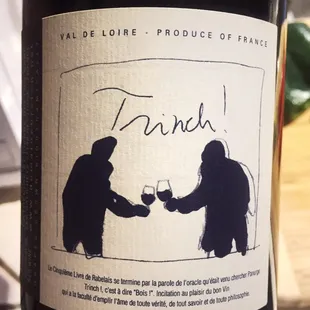 VAL DE LOIRE - PRODUCE OF FRANCE
Trinch!
Le Cinquième Livre de Rabelais se termine par la parole de l'oracle qu'était venu chercher Panurge
Trinch !, c'est à dire "Bois !". Incitation au plaisir du bon Vin
qui a la faculté d'emplir l'âme de toute vérité, de tout savoir et de toute philosophie.